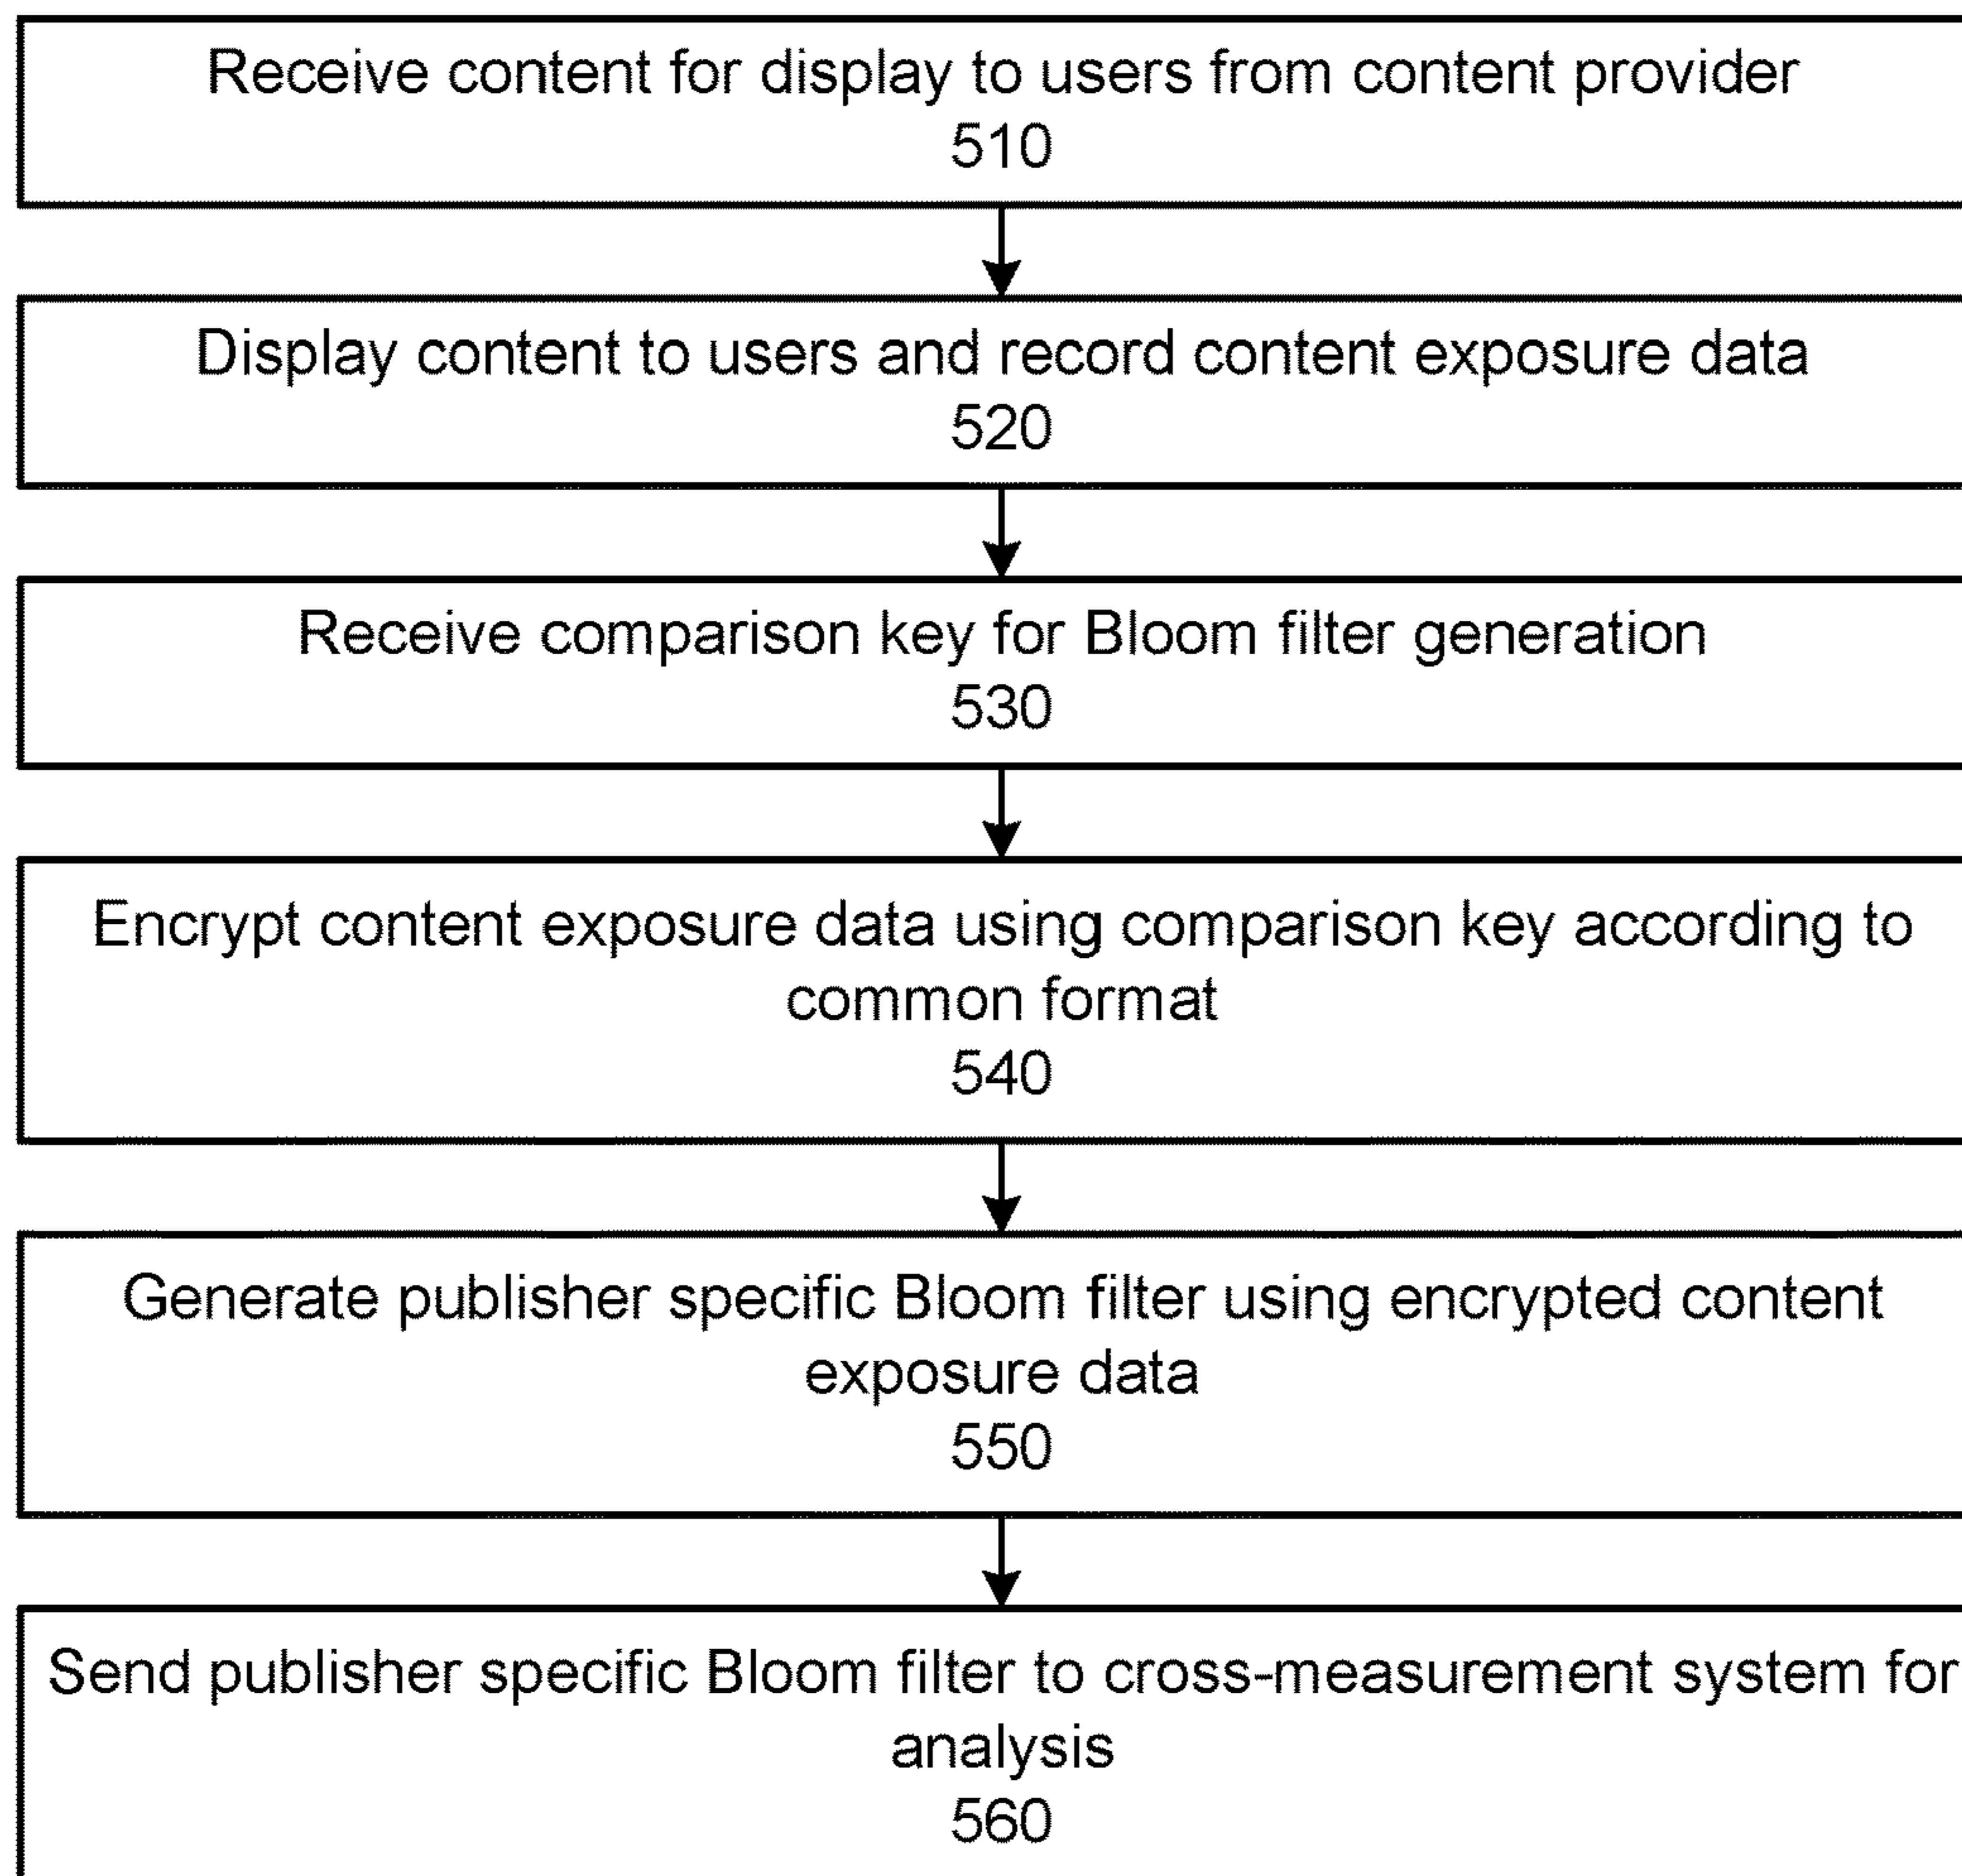 Receive content for display to users from content provider
510
Display content to users and record content exposure data
520
Receive comparison key for Bloom filter generation
530
Encrypt content exposure data using comparison key according to
common format
540
Generate publisher specific Bloom filter using encrypted content
exposure data
550
Send publisher specific Bloom filter to cross-measurement system for
analysis
560